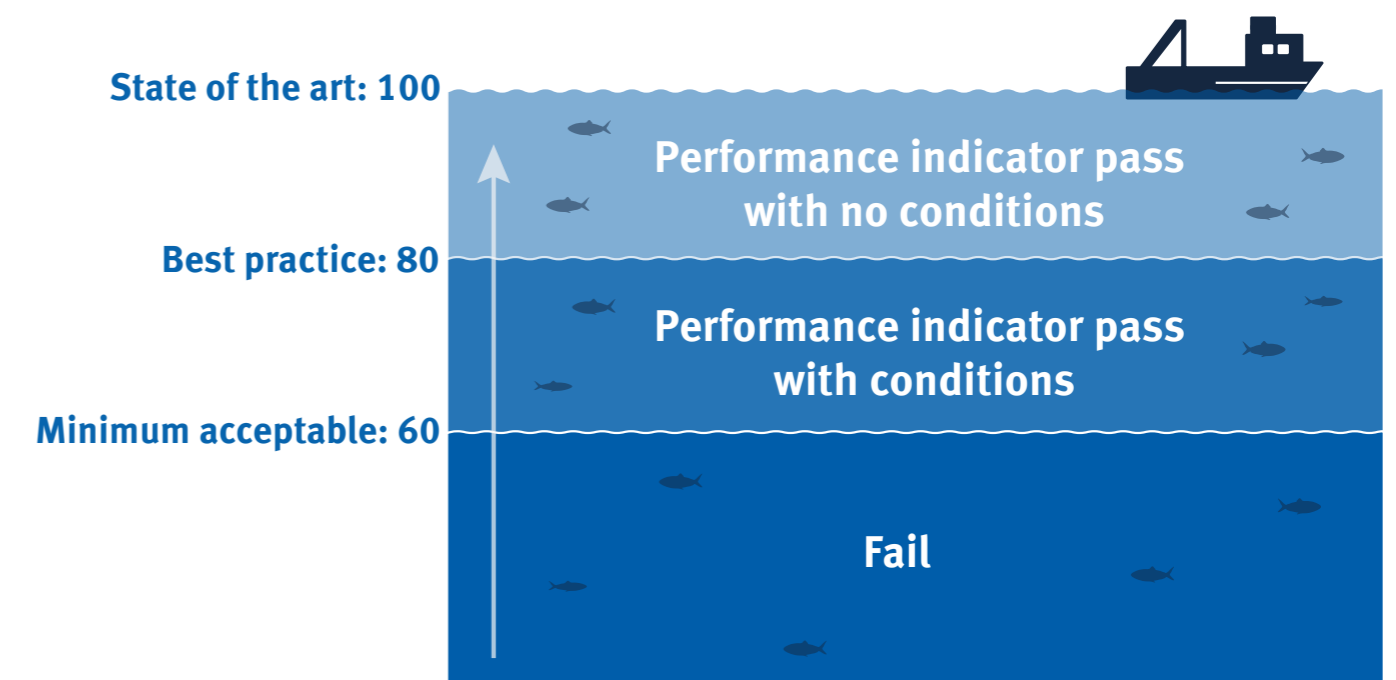 State of the art: 100
Performance indicator pass
with no conditions
Best practice: 80
Performance indicator pass
with conditions
Minimum acceptable: 60
Fail